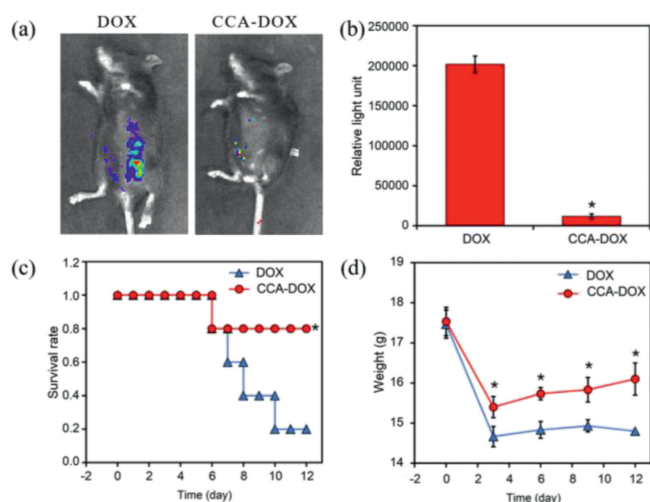 (a)
DOX
CCA-DOX
(b)
Relative light unit
250000
200000
150000
100000
50000
0
*
DOX
CCA-DOX
(c)
Survival rate
1.2
1.0
0.8
0.6
0.4
0.2
0.0
DOX
CCA-DOX
*
-2 0 2 4 6 8 10 12
Time (day)
(d)
Weight (g)
19
18
17
16
15
14
DOX
CCA-DOX
* * * *
-2 0 2 4 6 8 10 12
Time (day)